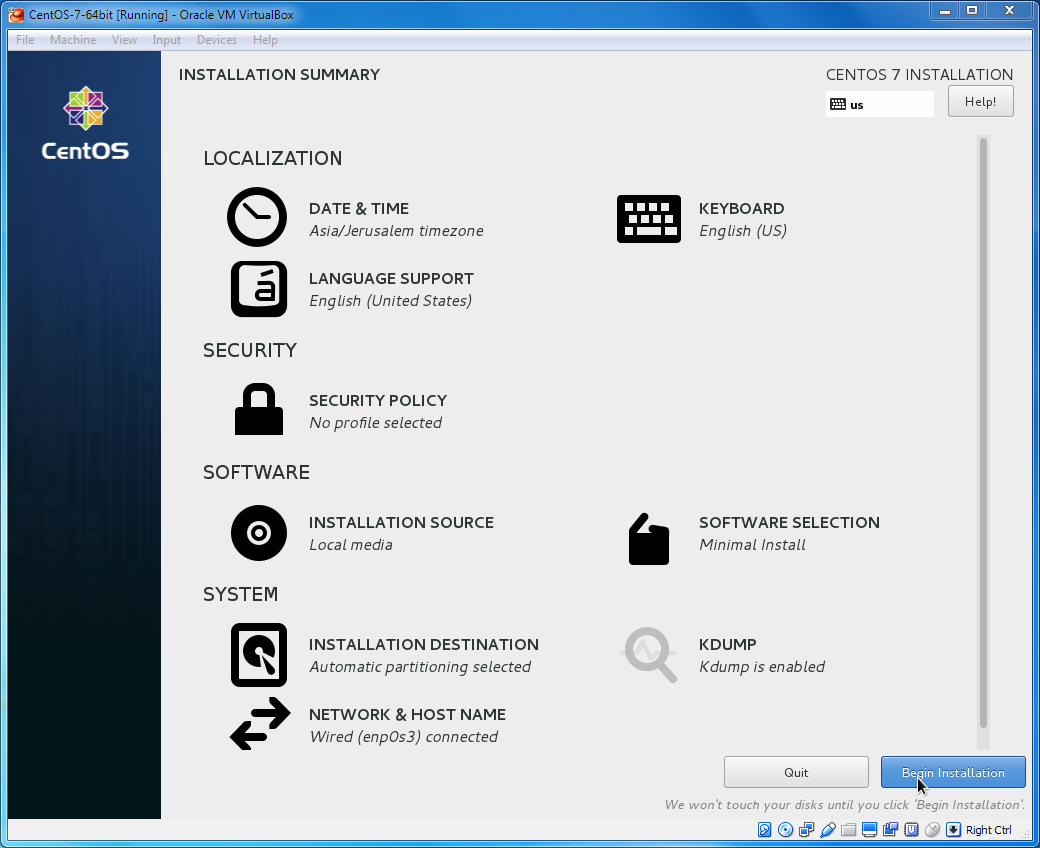 CentOS-7-64bit [Running] - Oracle VM VirtualBox
File Machine View Input Devices Help
INSTALLATION SUMMARY
CENTOS 7 INSTALLATION
us
Help!
CentOS
LOCALIZATION
DATE & TIME
Asia/Jerusalem timezone
KEYBOARD
English (US)
LANGUAGE SUPPORT
English (United States)
SECURITY
SECURITY POLICY
No profile selected
SOFTWARE
INSTALLATION SOURCE
Local media
SOFTWARE SELECTION
Minimal Install
SYSTEM
INSTALLATION DESTINATION
Automatic partitioning selected
KDUMP
Kdump is enabled
NETWORK & HOST NAME
Wired (enp0s3) connected
Quit
Begin Installation
We won't touch your disks until you click 'Begin Installation'.
Right Ctrl